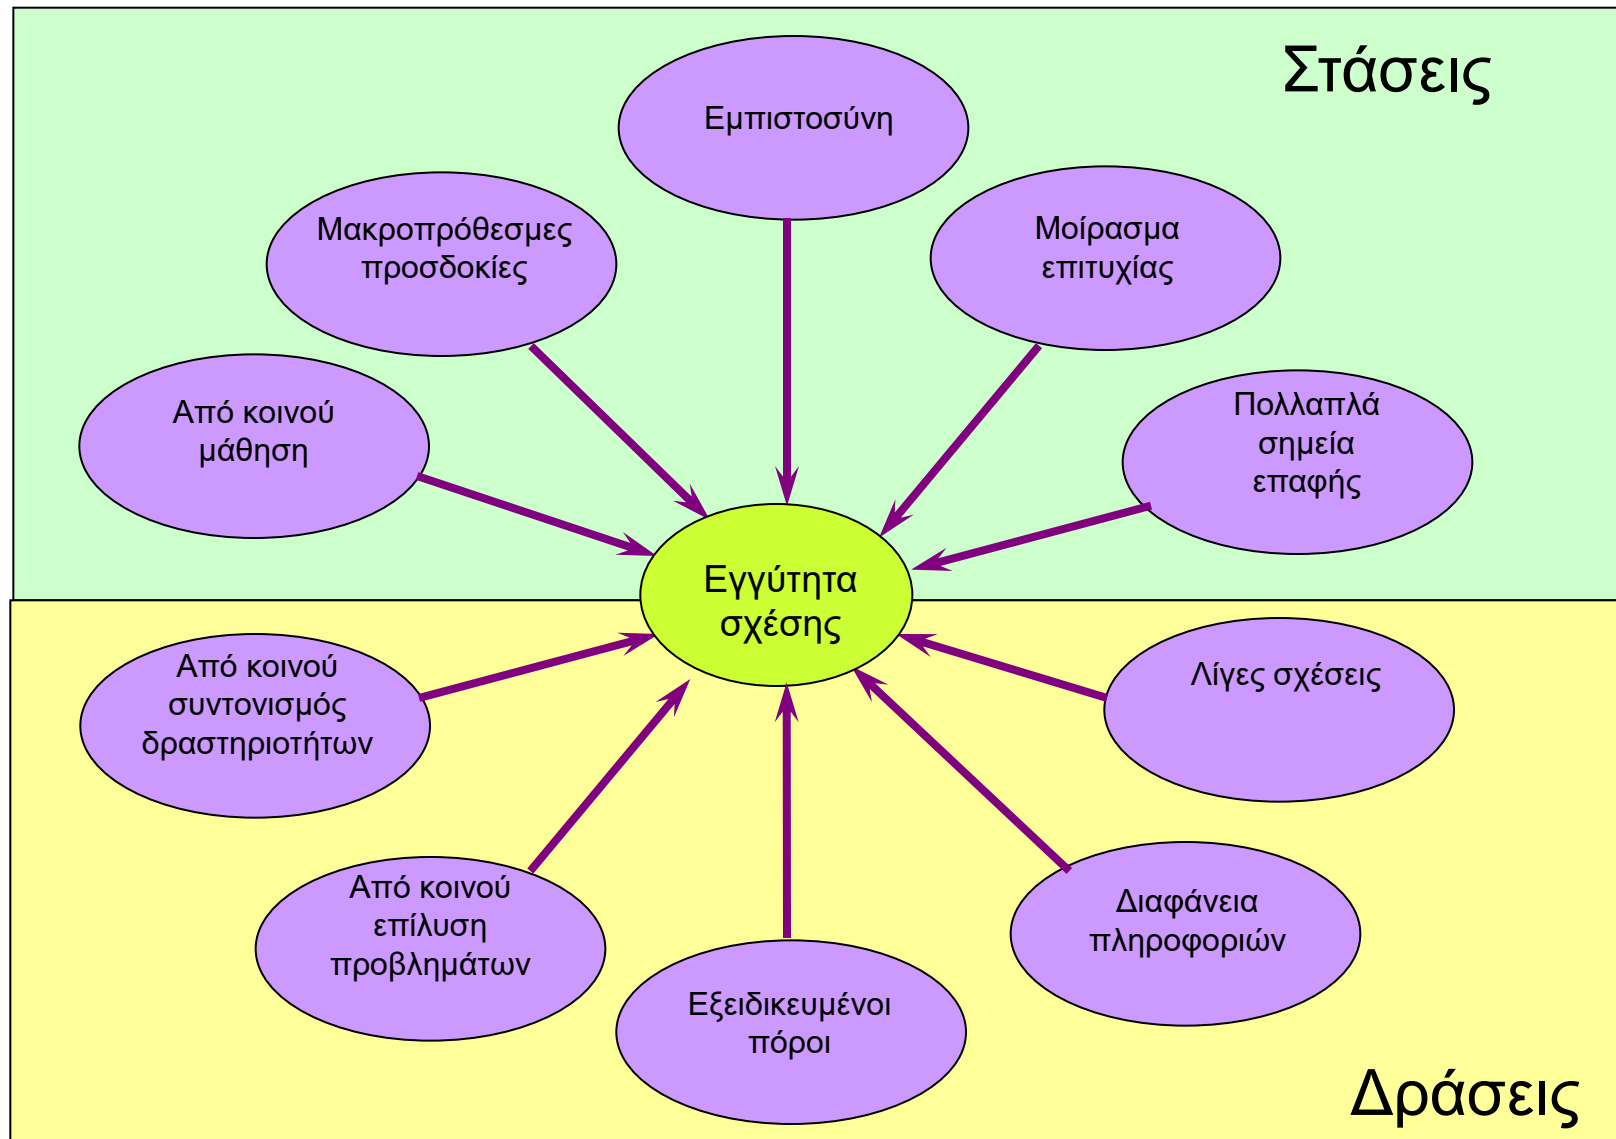 Στάσεις
Εμπιστοσύνη
Μακροπρόθεσμες
προσδοκίες
Μοίρασμα
επιτυχίας
Από κοινού
μάθηση
Πολλαπλά
σημεία
επαφής
Εγγύτητα
σχέσης
Από κοινού
συντονισμός
δραστηριοτήτων
Λίγες σχέσεις
Από κοινού
επίλυση
προβλημάτων
Διαφάνεια
πληροφοριών
Εξειδικευμένοι
πόροι
Δράσεις